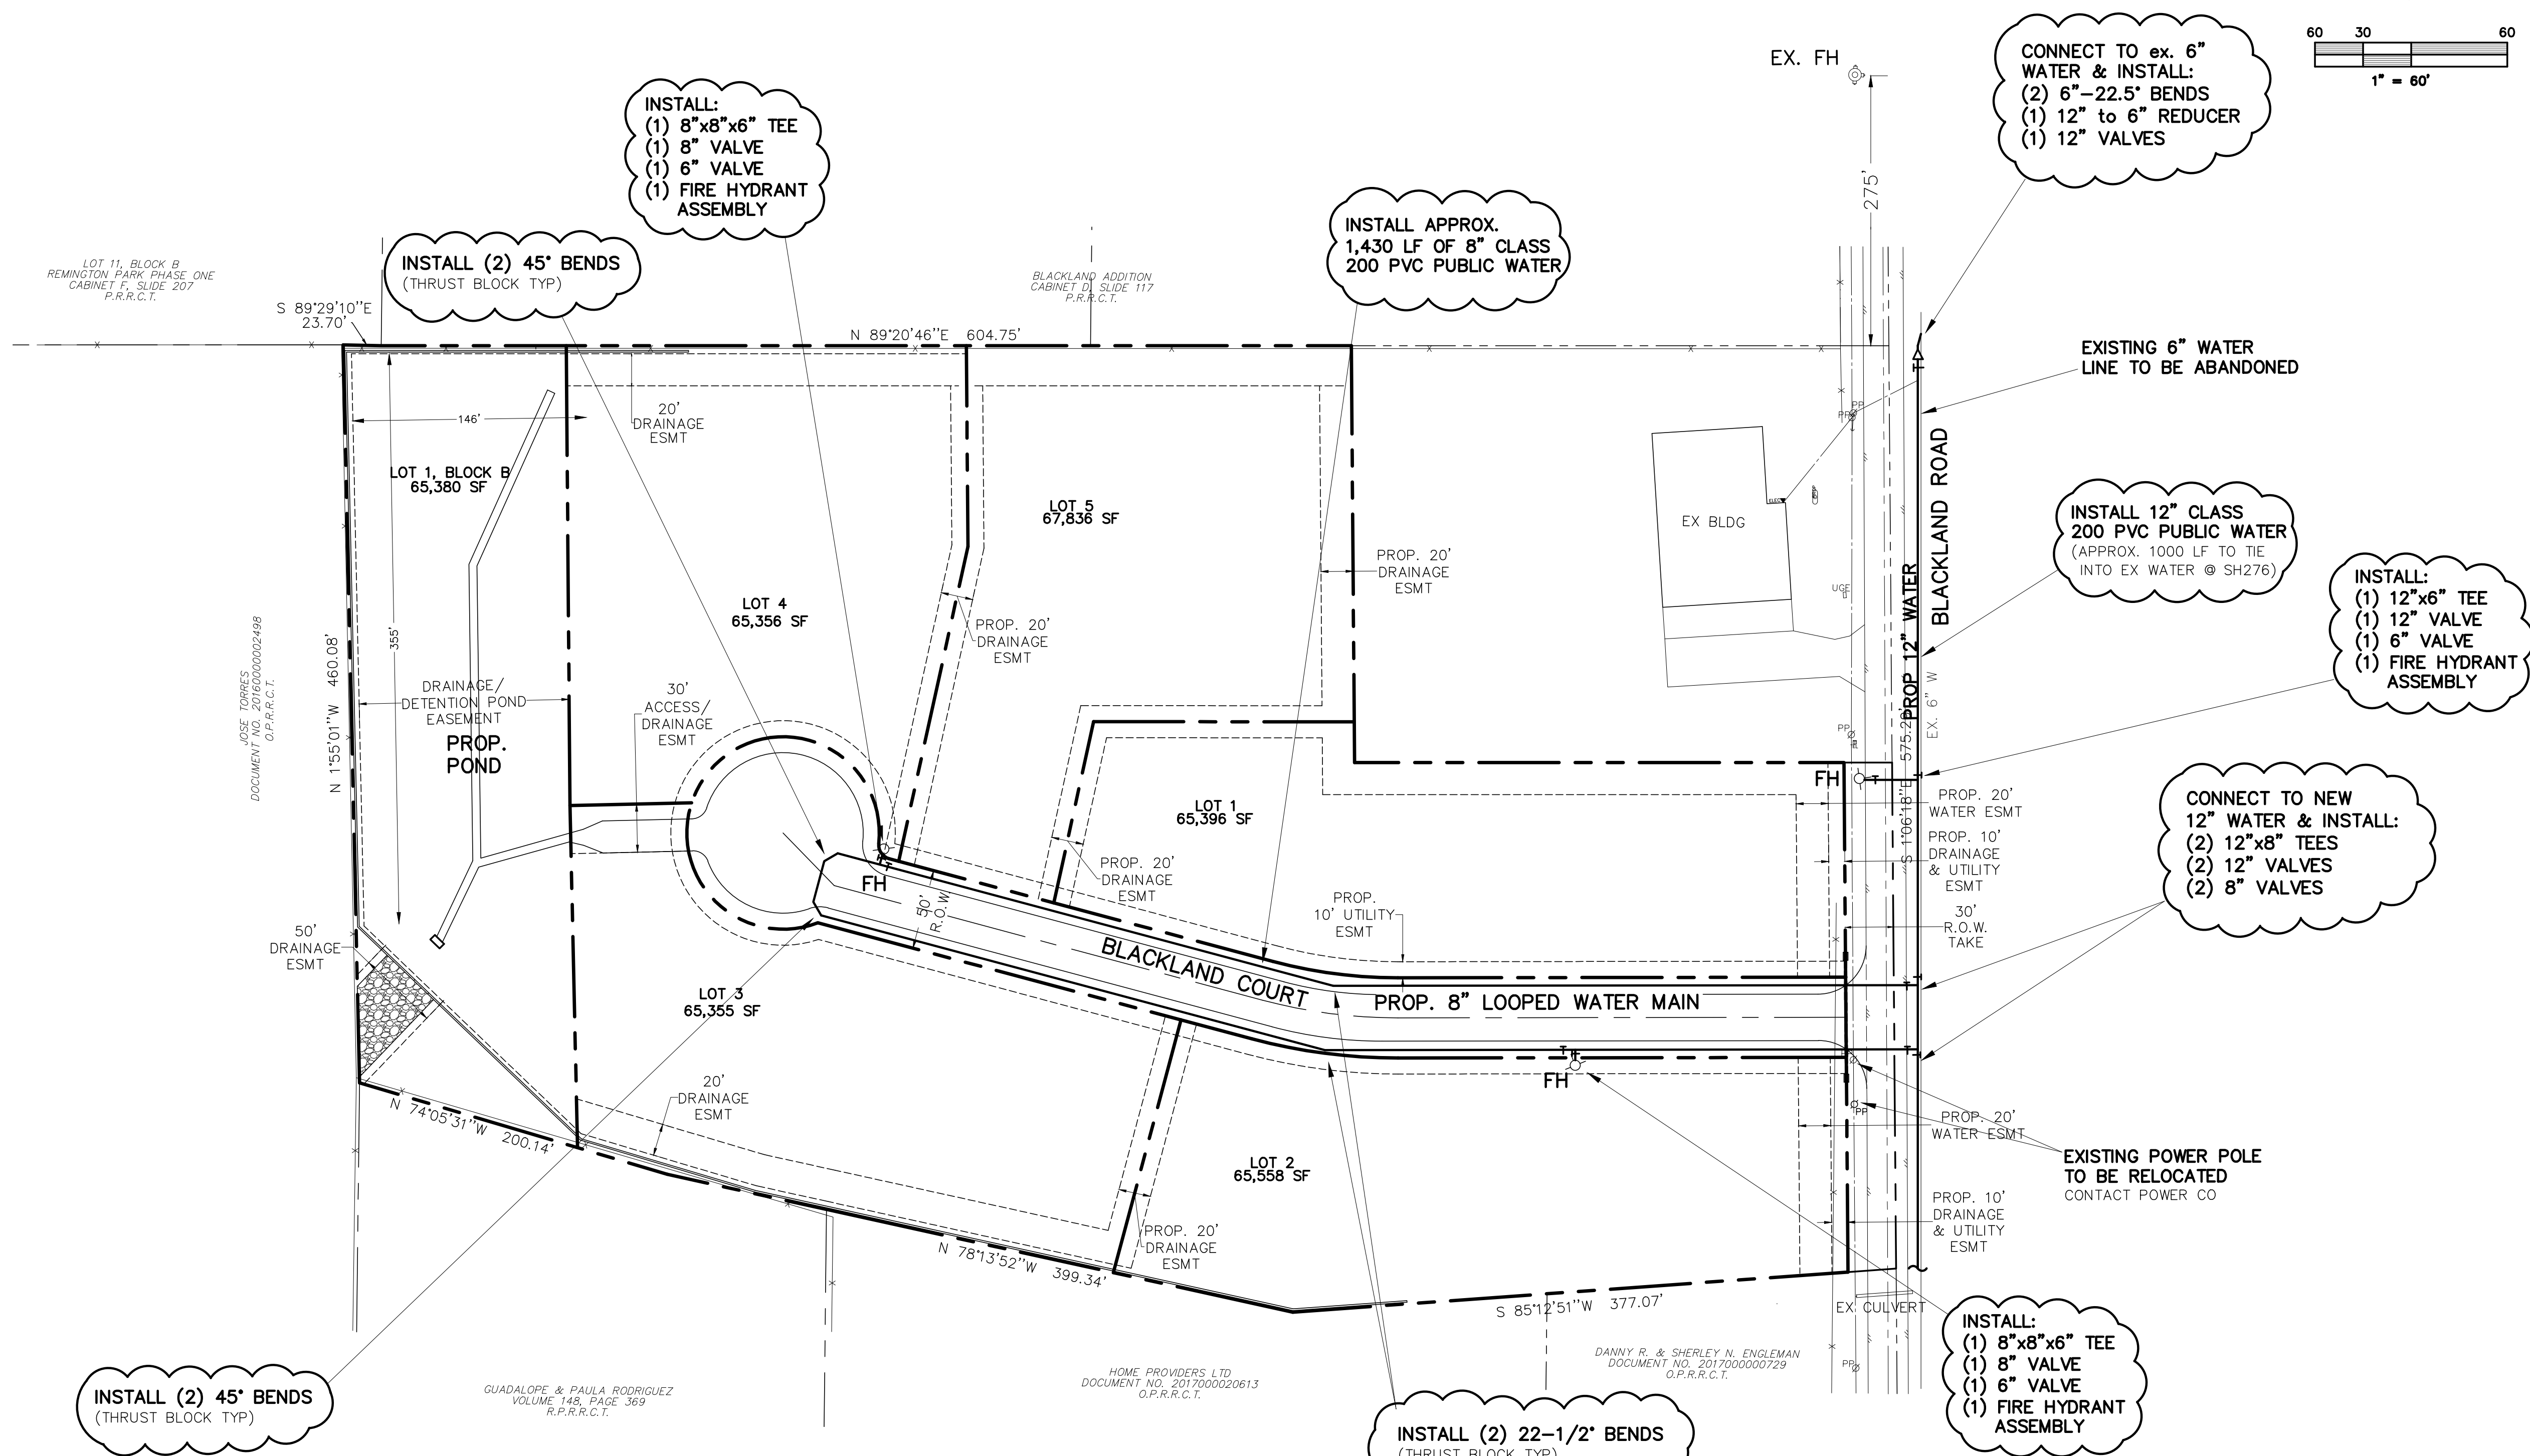 60 30 60
1" = 60'
EX. FH
275'
CONNECT TO ex. 6"
WATER & INSTALL:
(2) 6"-22.5° BENDS
(1) 12" to 6" REDUCER
(1) 12" VALVES
INSTALL:
(1) 8"x8"x6" TEE
(1) 8" VALVE
(1) 6" VALVE
(1) FIRE HYDRANT
ASSEMBLY
INSTALL (2) 45° BENDS
(THRUST BLOCK TYP)
INSTALL APPROX.
1,430 LF OF 8" CLASS
200 PVC PUBLIC WATER
LOT 11, BLOCK B
REMINGTON PARK PHASE ONE
CABINET F, SLIDE 207
P.R.R.C.T.
S 89°29'10"E
23.70'
BLACKLAND ADDITION
CABINET D, SLIDE 117
P.R.R.C.T.
N 89°20'46"E 604.75'
EXISTING 6" WATER
LINE TO BE ABANDONED
146'
20'
DRAINAGE
ESMT
PP
PP
LOT 1, BLOCK B
65,380 SF
LOT 5
67,836 SF
ELEC
EX BLDG
BLACKLAND ROAD
INSTALL 12" CLASS
200 PVC PUBLIC WATER
(APPROX. 1000 LF TO TIE
INTO EX WATER @ SH276)
PROP. 20'
DRAINAGE
ESMT
UGE
PROP 12" WATER
INSTALL:
(1) 12"x6" TEE
(1) 12" VALVE
(1) 6" VALVE
(1) FIRE HYDRANT
ASSEMBLY
LOT 4
65,356 SF
PROP. 20'
DRAINAGE
ESMT
JOSE TORRES
DOCUMENT NO. 20160000002498
O.P.R.R.C.T.
N 1°55'01"W 460.08'
355'
DRAINAGE/
DETENTION POND
EASEMENT
PROP.
POND
30'
ACCESS/
DRAINAGE
ESMT
EX. 6" W
S 1°06'18"E 575.20'
PP
FH
LOT 1
65,396 SF
PROP. 20'
WATER ESMT
CONNECT TO NEW
12" WATER & INSTALL:
(2) 12"x8" TEES
(2) 12" VALVES
(2) 8" VALVES
PROP. 10'
DRAINAGE
& UTILITY
ESMT
PROP. 20'
DRAINAGE
ESMT
FH
50'
R.O.W.
PROP.
10' UTILITY
ESMT
30'
R.O.W.
TAKE
50'
DRAINAGE
ESMT
BLACKLAND COURT
PROP. 8" LOOPED WATER MAIN
LOT 3
65,355 SF
FH
20'
DRAINAGE
ESMT
PP
PROP. 20'
WATER ESMT
N 74°05'31"W 200.14'
LOT 2
65,558 SF
EXISTING POWER POLE
TO BE RELOCATED
CONTACT POWER CO
PROP. 10'
DRAINAGE
& UTILITY
ESMT
PROP. 20'
DRAINAGE
ESMT
N 78°13'52"W 399.34'
S 85°12'51"W 377.07'
EX CULVERT
INSTALL:
(1) 8"x8"x6" TEE
(1) 8" VALVE
(1) 6" VALVE
(1) FIRE HYDRANT
ASSEMBLY
DANNY R. & SHERLEY N. ENGLEMAN
DOCUMENT NO. 2017000000729
O.P.R.R.C.T.
PP
HOME PROVIDERS LTD
DOCUMENT NO. 2017000020613
O.P.R.R.C.T.
GUADALOPE & PAULA RODRIGUEZ
VOLUME 148, PAGE 369
R.P.R.R.C.T.
INSTALL (2) 45° BENDS
(THRUST BLOCK TYP)
INSTALL (2) 22-1/2° BENDS
(THRUST BLOCK TYP)